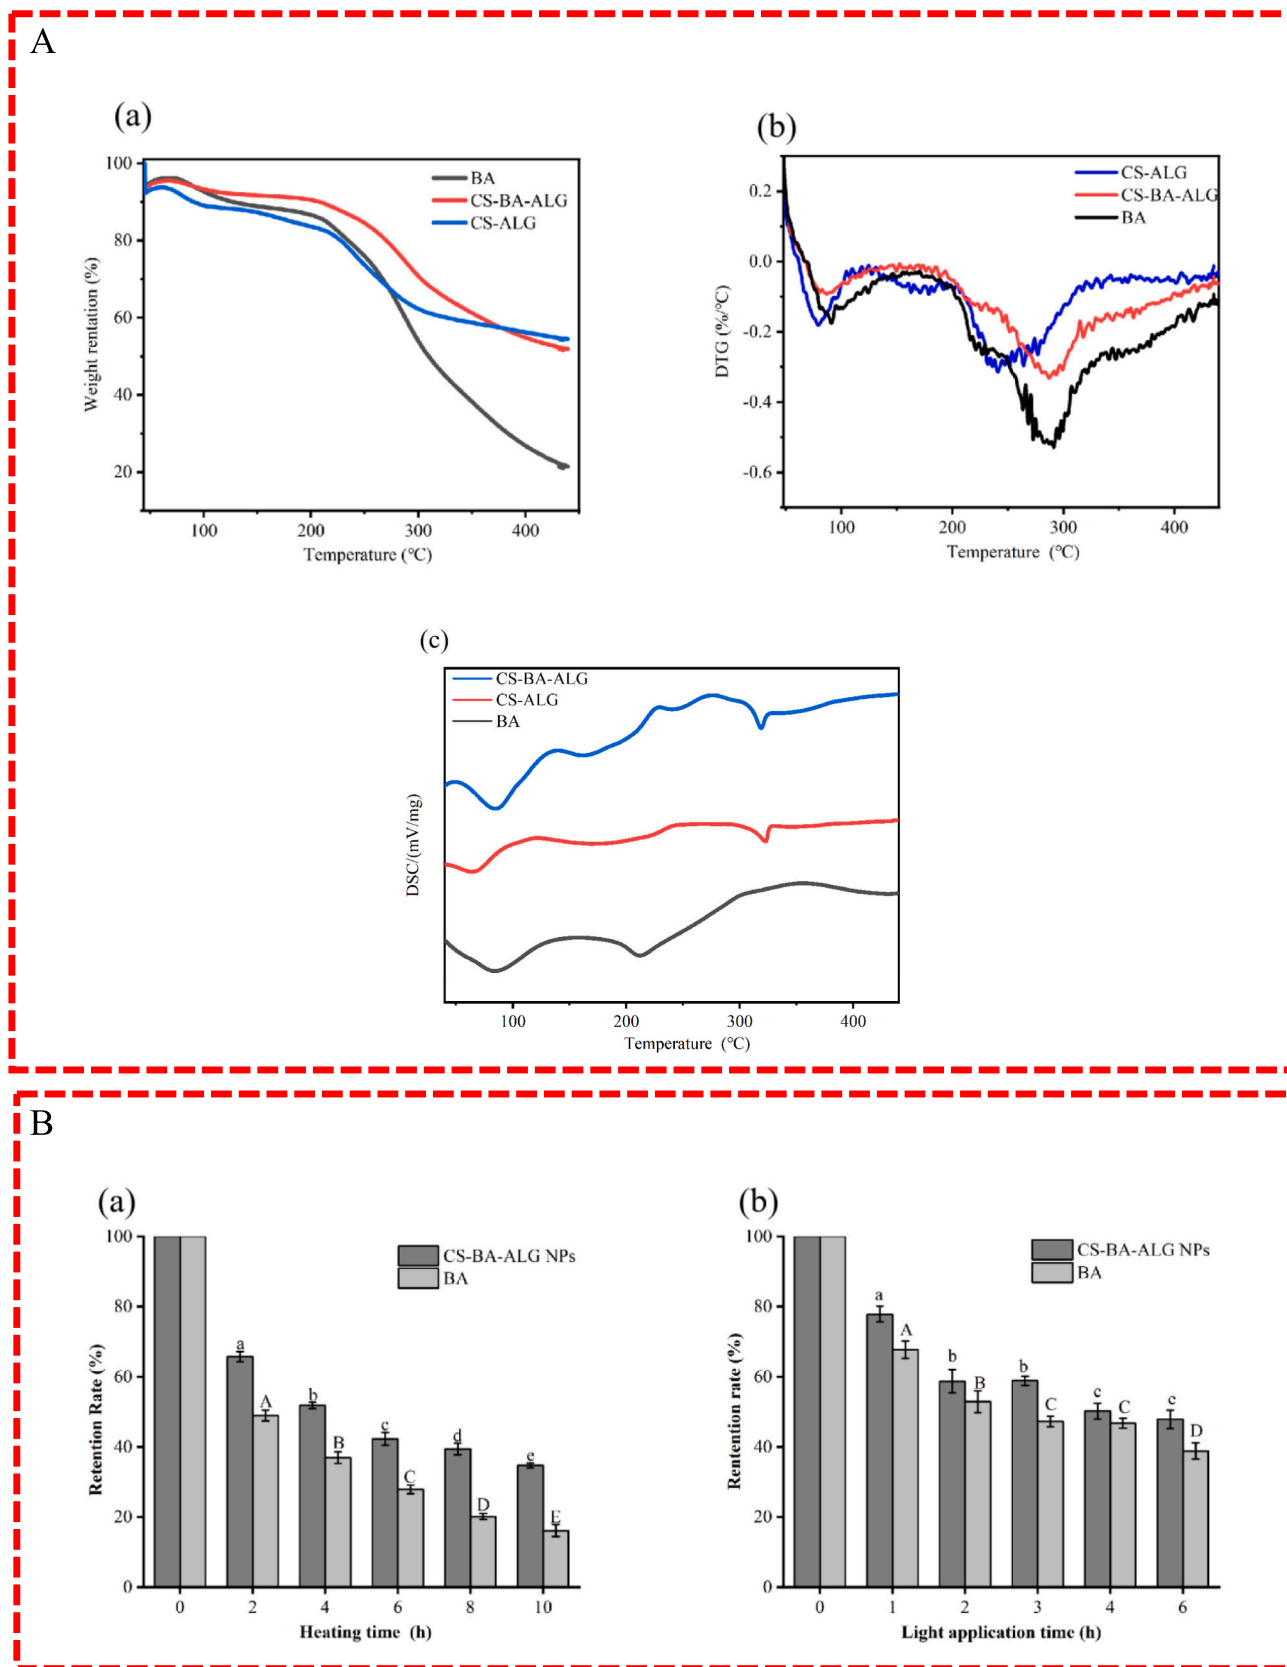 A
(a)
100
80
60
40
20
Weight rentation (%)
BA
CS-BA-ALG
CS-ALG
100
200
300
400
Temperature (℃)
(b)
0.2
0.0
-0.2
-0.4
-0.6
DTG (%/℃)
CS-ALG
CS-BA-ALG
BA
100
200
300
400
Temperature (℃)
(c)
CS-BA-ALG
CS-ALG
BA
DSC/(mV/mg)
100
200
300
400
Temperature (℃)
B
(a)
100
80
60
40
20
0
Retention Rate (%)
CS-BA-ALG NPs
BA
a
A
b
B
c
C
d
D
e
E
0
2
4
6
8
10
Heating time (h)
(b)
100
80
60
40
20
0
Rentention rate (%)
CS-BA-ALG NPs
BA
a
A
b
B
b
C
c
C
c
D
0
1
2
3
4
6
Light application time (h)